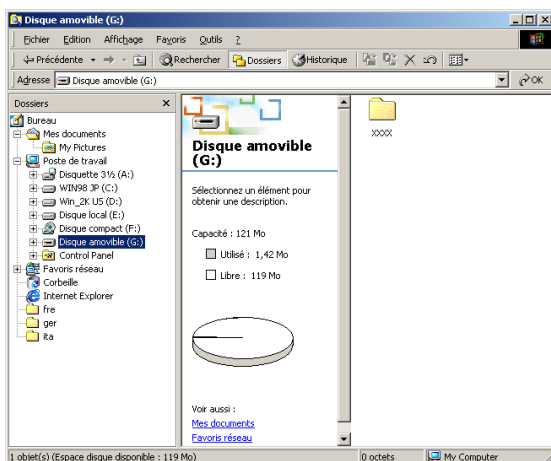 Disque amovible (G:)
Fichier Edition Affichage Favoris Outils ?
Précédente Rechercher Dossiers Historique
Adresse Disque amovible (G:) OK
Dossiers x
Bureau
Mes documents
My Pictures
Poste de travail
Disquette 3½ (A:)
WIN98 JP (C:)
Win_2K US (D:)
Disque local (E:)
Disque compact (F:)
Disque amovible (G:)
Control Panel
Favoris réseau
Corbeille
Internet Explorer
fre
ger
ita
Disque amovible
(G:)
Sélectionnez un élément pour
obtenir une description.
Capacité : 121 Mo
Utilisé : 1,42 Mo
Libre : 119 Mo
Voir aussi :
Mes documents
Favoris réseau
xxxx
1 objet(s) (Espace disque disponible : 119 Mo) 0 octets My Computer